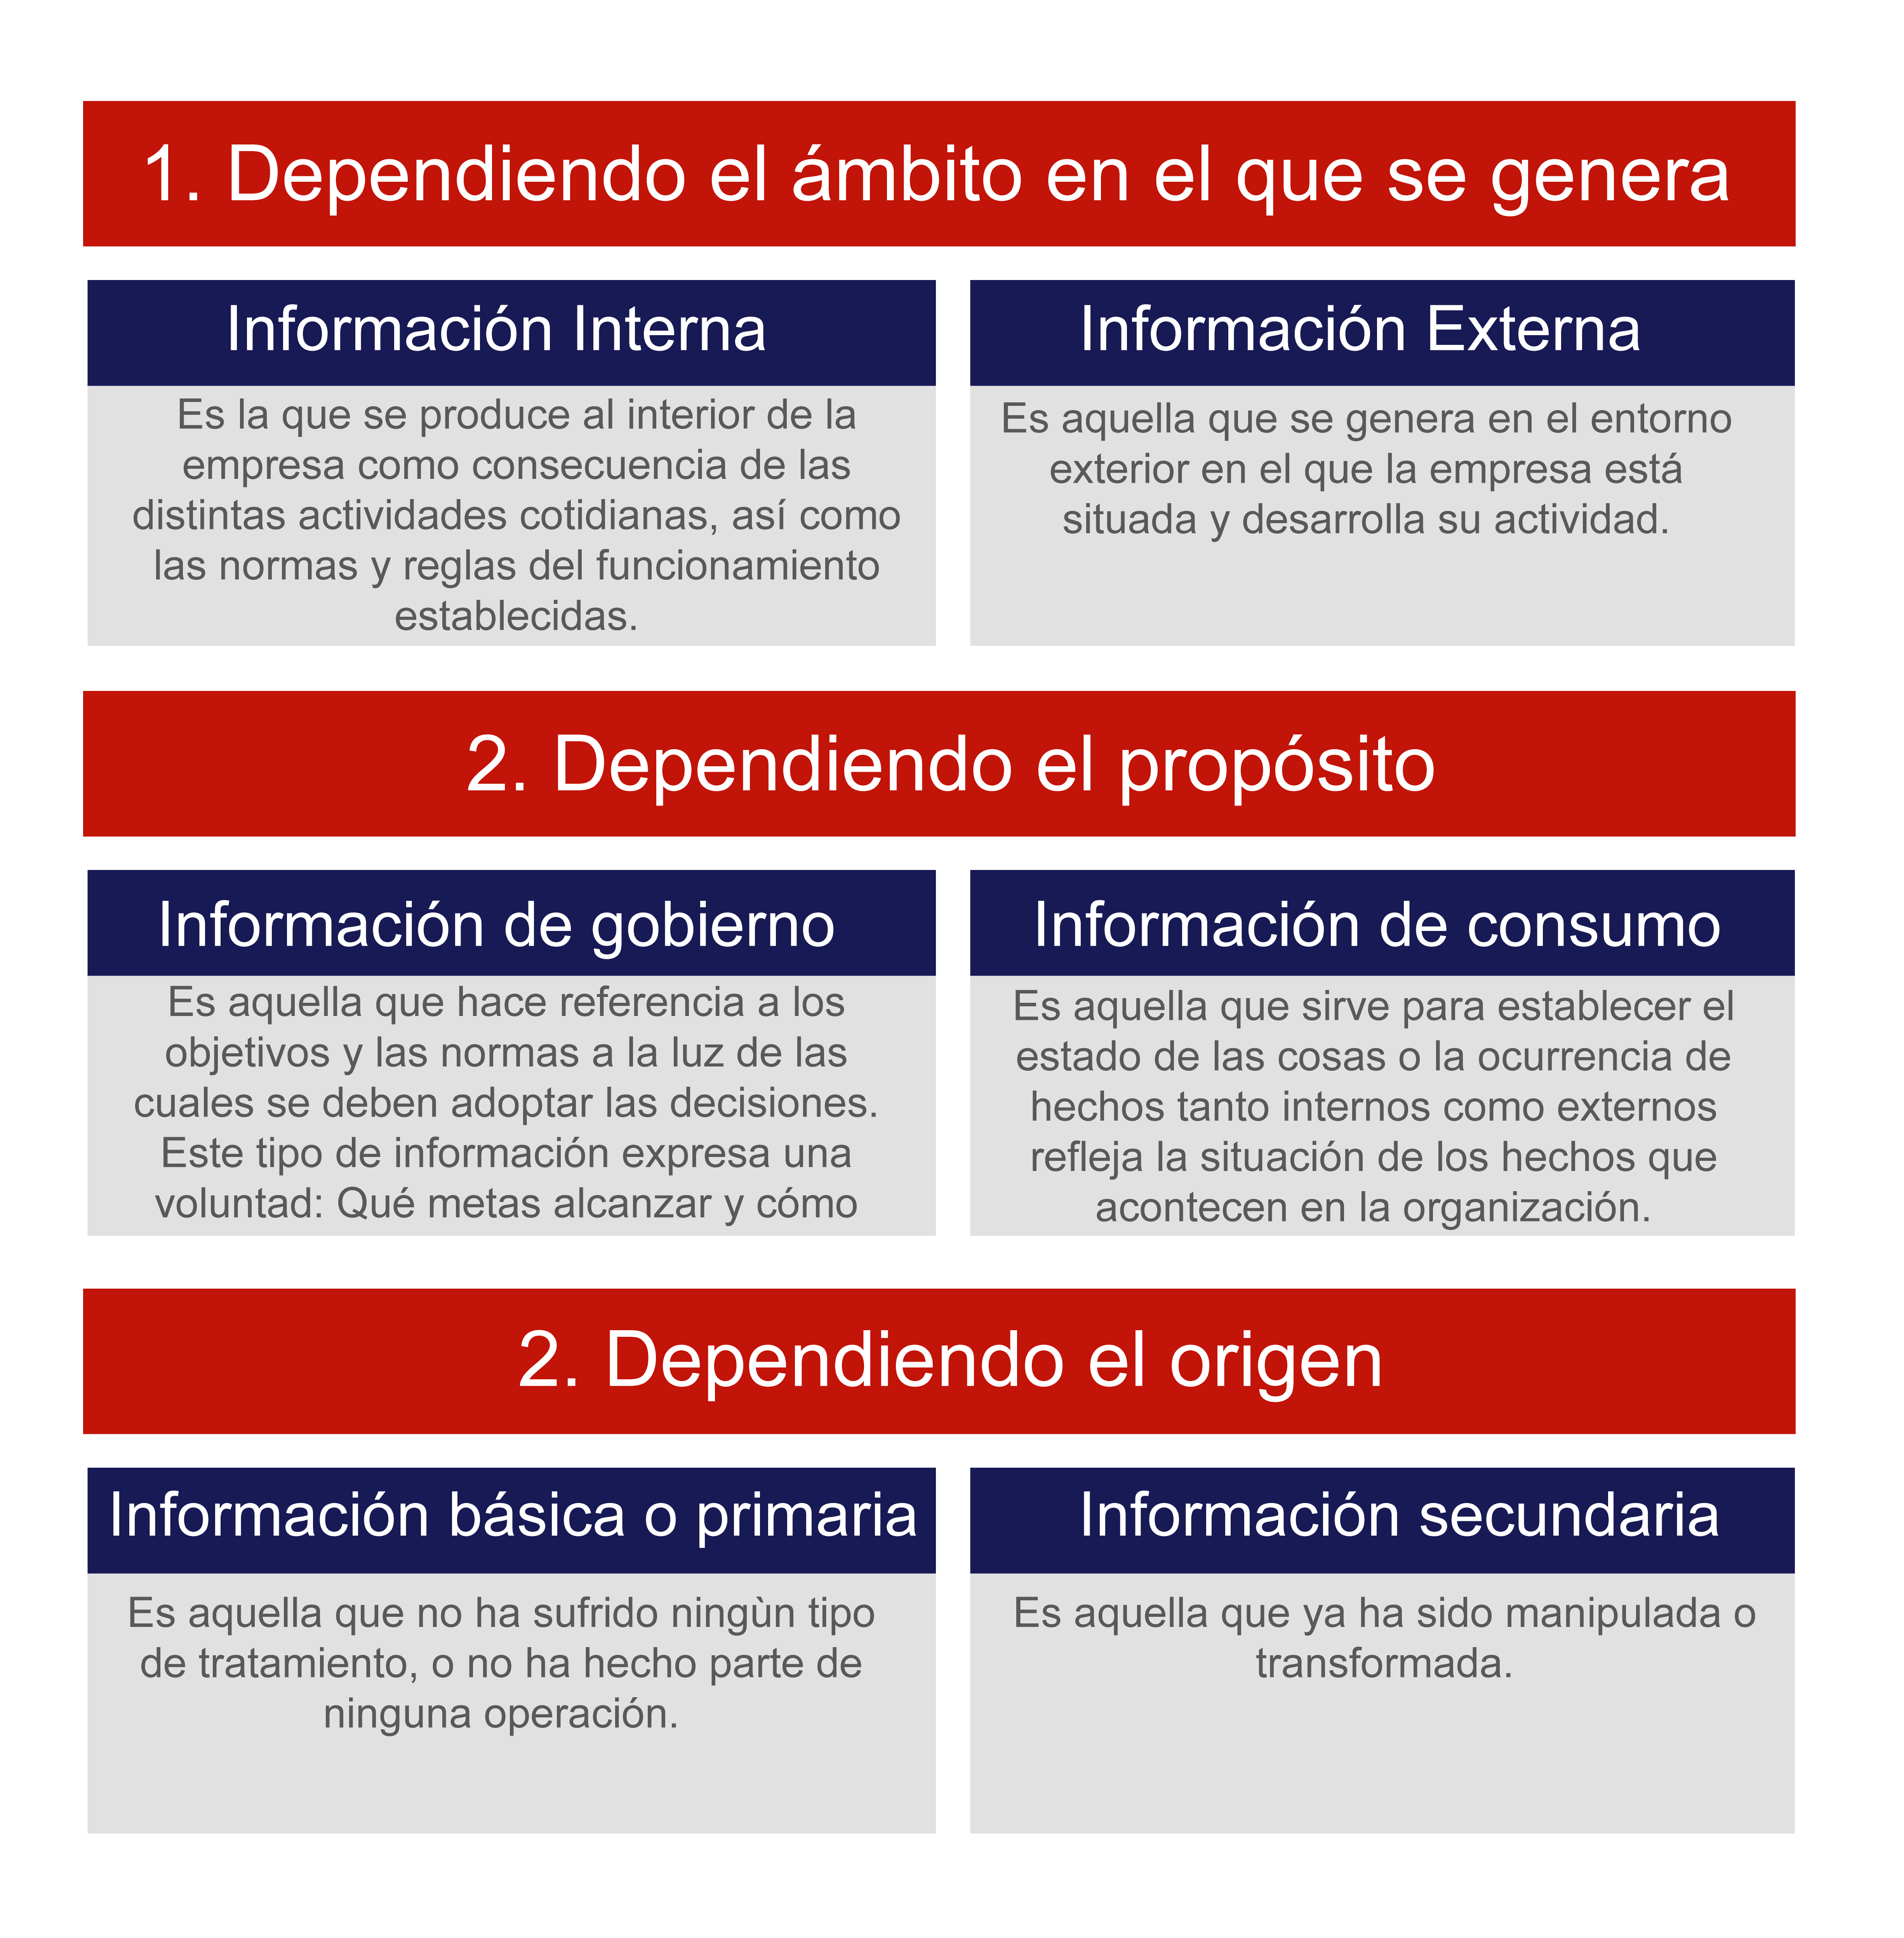 1. Dependiendo el ámbito en el que se genera
Información Interna
Es la que se produce al interior de la
empresa como consecuencia de las
distintas actividades cotidianas, así como
las normas y reglas del funcionamiento
establecidas.
Información Externa
Es aquella que se genera en el entorno
exterior en el que la empresa está
situada y desarrolla su actividad.
2. Dependiendo el propósito
Información de gobierno
Es aquella que hace referencia a los
objetivos y las normas a la luz de las
cuales se deben adoptar las decisiones.
Este tipo de información expresa una
voluntad: Qué metas alcanzar y cómo
Información de consumo
Es aquella que sirve para establecer el
estado de las cosas o la ocurrencia de
hechos tanto internos como externos
refleja la situación de los hechos que
acontecen en la organización.
2. Dependiendo el origen
Información básica o primaria
Es aquella que no ha sufrido ningùn tipo
de tratamiento, o no ha hecho parte de
ninguna operación.
Información secundaria
Es aquella que ya ha sido manipulada o
transformada.